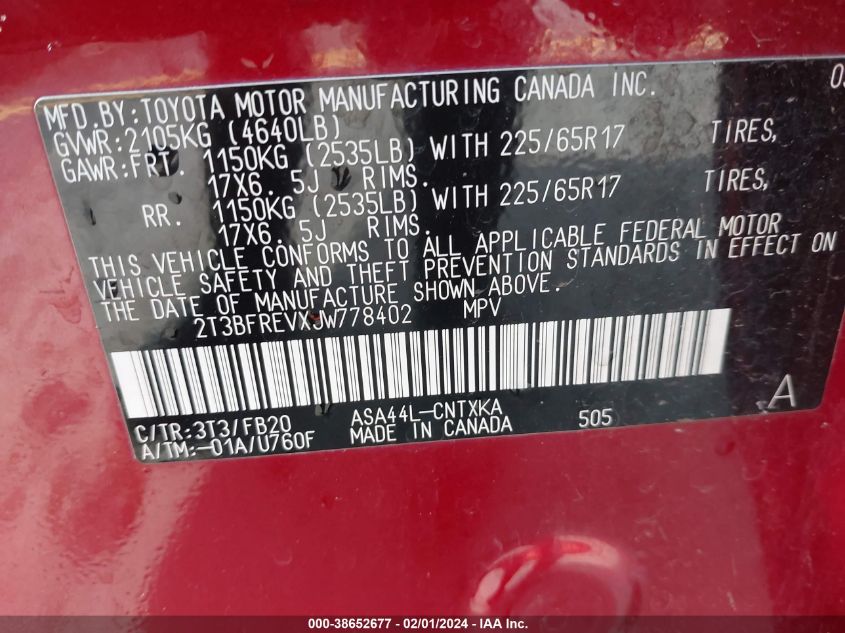 MFD.BY:TOYOTA MOTOR MANUFACTURING CANADA INC.
GVWR:2105KG (4640LB)
GAWR:FRT. 1150KG (2535LB) WITH 225/65R17 TIRES,
17X6. 5J RIMS.
RR. 1150KG (2535LB) WITH 225/65R17 TIRES,
17X6. 5J RIMS.
THIS VEHICLE CONFORMS TO ALL APPLICABLE FEDERAL MOTOR
VEHICLE SAFETY AND THEFT PREVENTION STANDARDS IN EFFECT ON
THE DATE OF MANUFACTURE SHOWN ABOVE.
2T3BFREVXJW778402 MPV
A
C/TR:3T3/FB20 ASA44L-CNTXKA 505
A/TM:-01A/U760F MADE IN CANADA
000-38652677 - 02/01/2024 - IAA Inc.